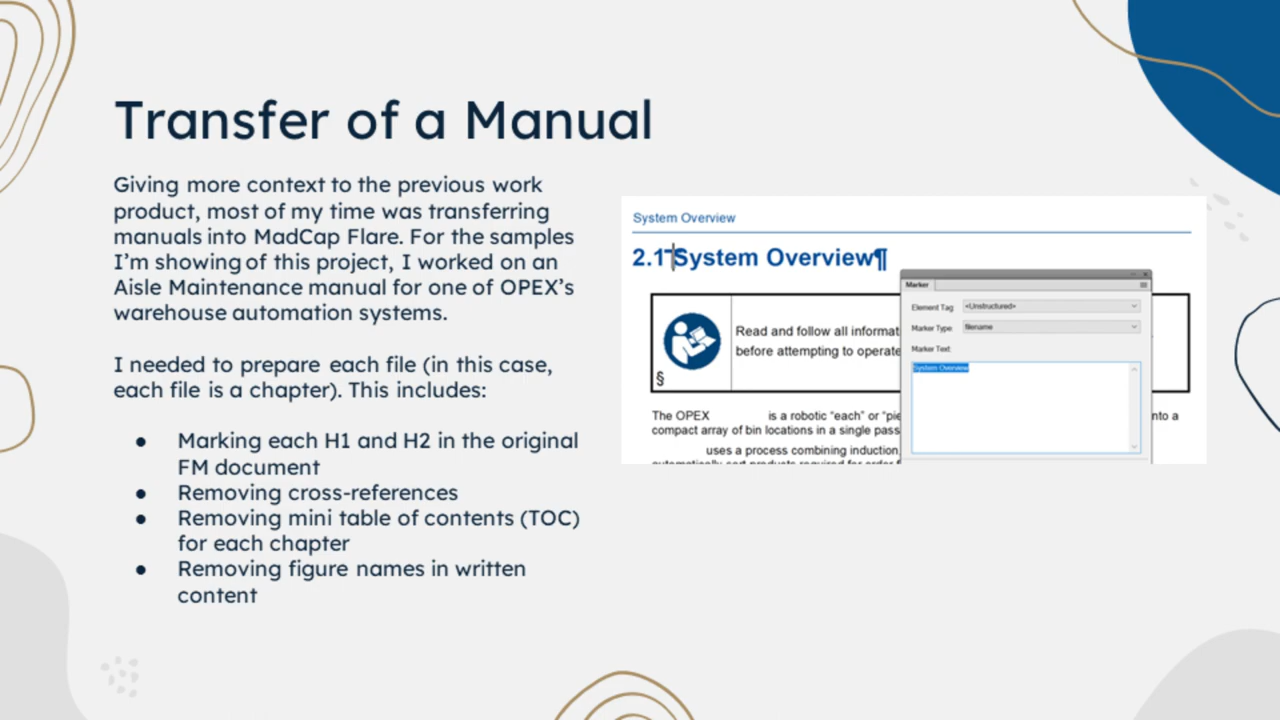 Transfer of a Manual
Giving more context to the previous work
product, most of my time was transferring
manuals into MadCap Flare. For the samples
I'm showing of this project, I worked on an
Aisle Maintenance manual for one of OPEX's
warehouse automation systems.
I needed to prepare each file (in this case,
each file is a chapter). This includes:
● Marking each H1 and H2 in the original
FM document
● Removing cross-references
● Removing mini table of contents (TOC)
for each chapter
● Removing figure names in written
content
System Overview
2.1 System Overview¶
Read and follow all informat
before attempting to operate
§
The OPEX is a robotic "each" or "pie
nto a
compact array of bin locations in a single pass
uses a process combining induction,
Marker
Element Tag: <Unstructured>
Marker Type: filename
Marker Text:
System Overview